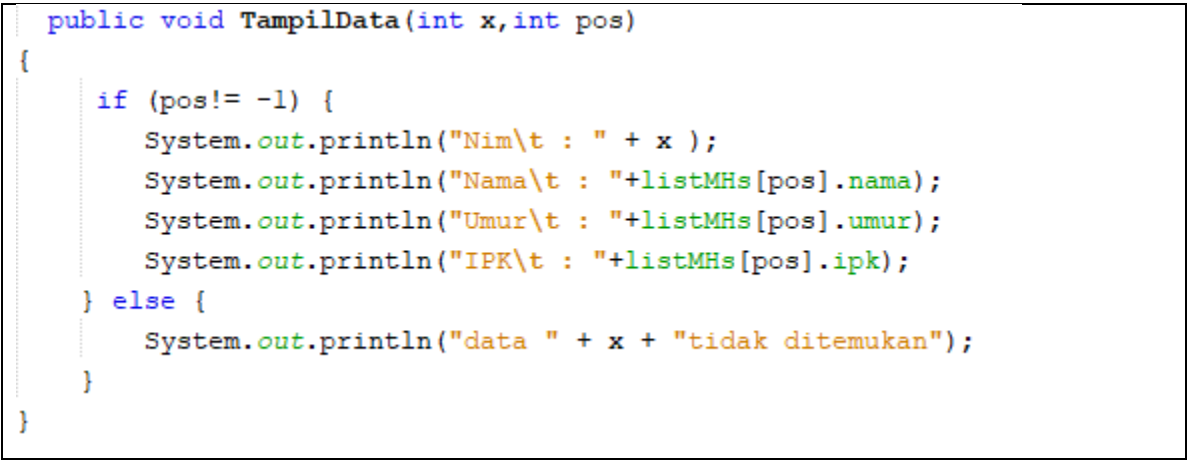 public void TampilData(int x,int pos)
{
if (pos!= -1) {
System.out.println("Nim\t : " + x );
System.out.println("Nama\t : "+listMHs[pos].nama);
System.out.println("Umur\t : "+listMHs[pos].umur);
System.out.println("IPK\t : "+listMHs[pos].ipk);
} else {
System.out.println("data " + x + "tidak ditemukan");
}
}